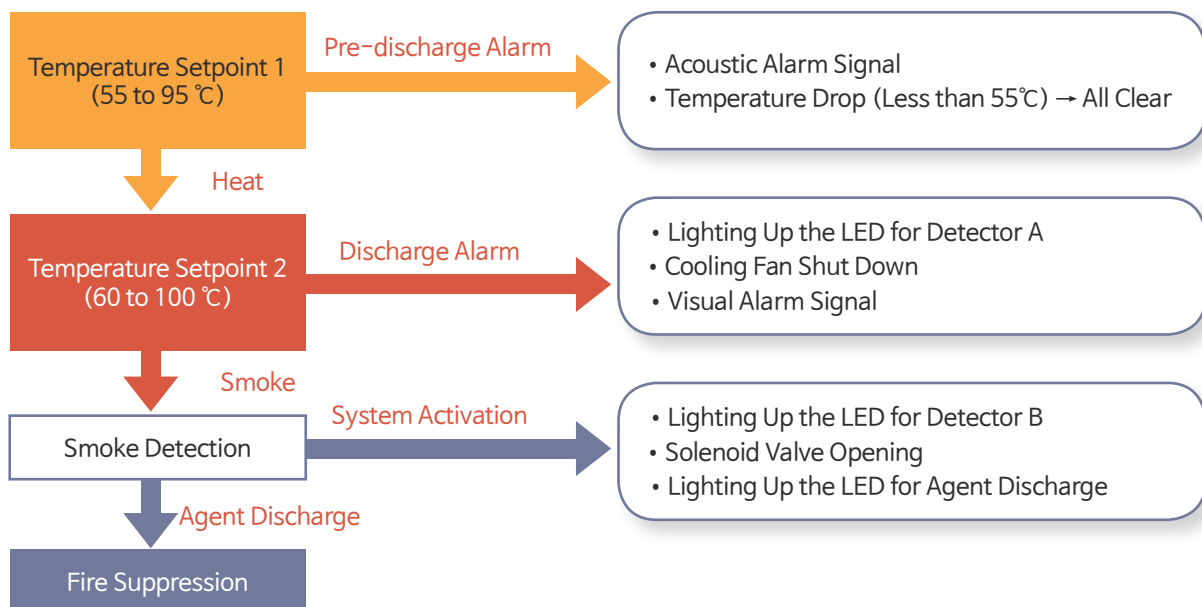 Temperature Setpoint 1
(55 to 95 ℃)
Pre-discharge Alarm
• Acoustic Alarm Signal
• Temperature Drop (Less than 55℃) → All Clear
Heat
Temperature Setpoint 2
(60 to 100 ℃)
Discharge Alarm
• Lighting Up the LED for Detector A
• Cooling Fan Shut Down
• Visual Alarm Signal
Smoke
Smoke Detection
System Activation
• Lighting Up the LED for Detector B
• Solenoid Valve Opening
• Lighting Up the LED for Agent Discharge
Agent Discharge
Fire Suppression